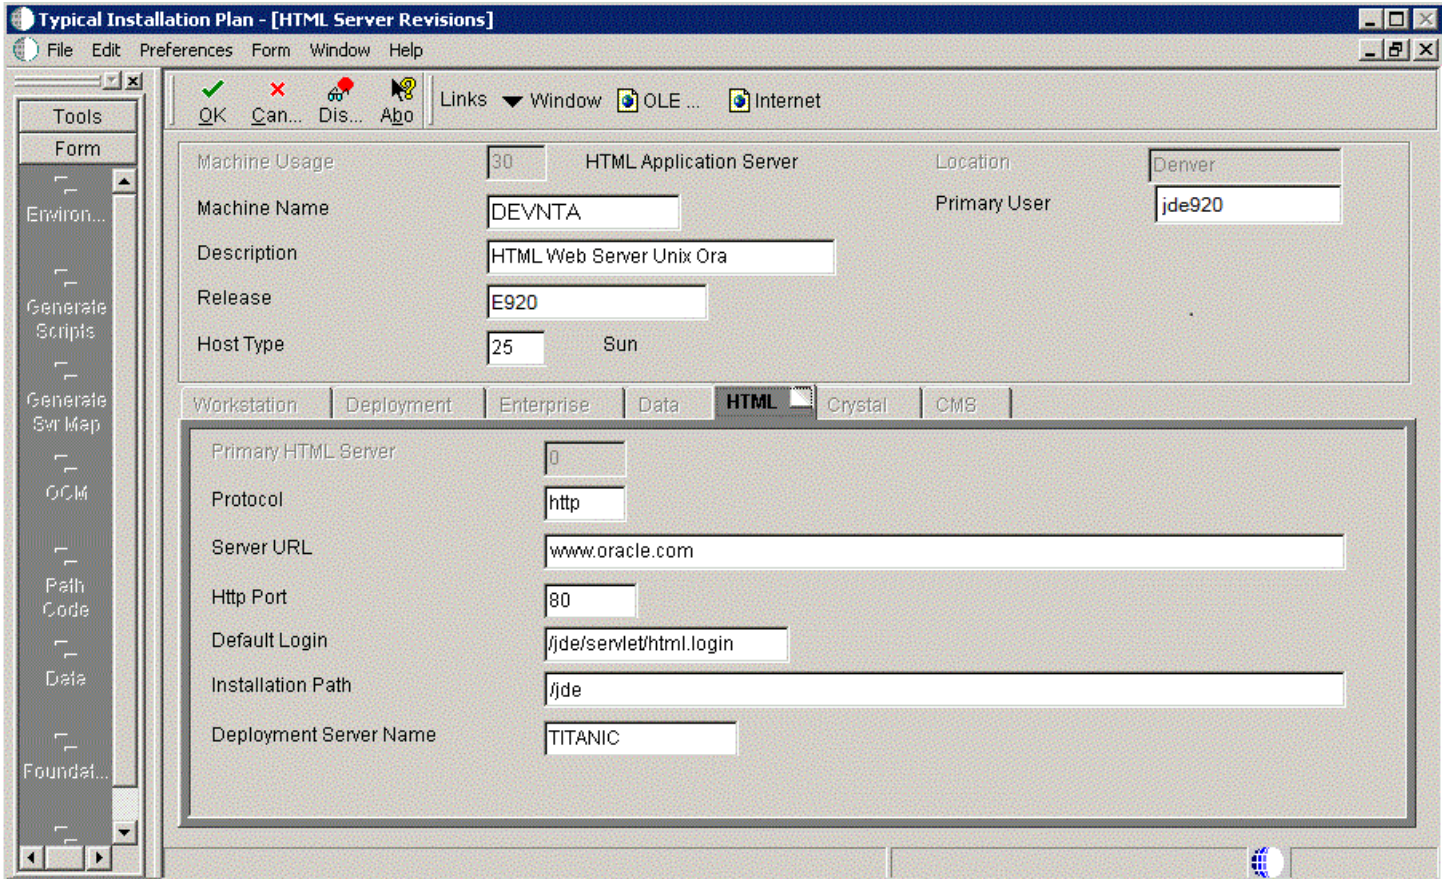 Typical Installation Plan - [HTML Server Revisions]
File Edit Preferences Form Window Help
Tools
Form
Environ...
Generate
Scripts
Generate
Svr Map
OCM
Path
Code
Data
Foundat...
OK Can... Dis... Abo Links Window OLE ... Internet
Machine Usage 30 HTML Application Server Location Denver
Machine Name DEVNTA Primary User jde920
Description HTML Web Server Unix Ora
Release E920
Host Type 25 Sun
Workstation Deployment Enterprise Data HTML Crystal CMS
Primary HTML Server 0
Protocol http
Server URL www.oracle.com
Http Port 80
Default Login /jde/servlet/html.login
Installation Path /jde
Deployment Server Name TITANIC